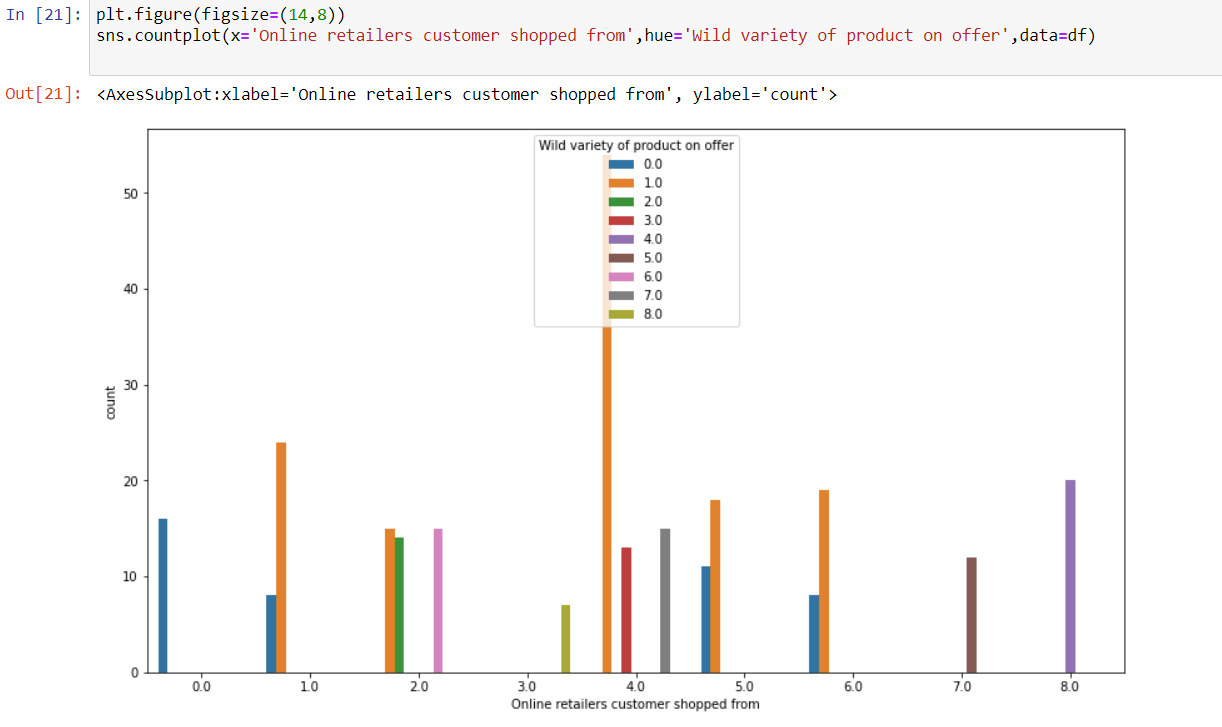 In [21]: plt.figure(figsize=(14,8))
sns.countplot(x='Online retailers customer shopped from',hue='Wild variety of product on offer',data=df)
Out[21]: <AxesSubplot:xlabel='Online retailers customer shopped from', ylabel='count'>
Wild variety of product on offer
0.0
1.0
2.0
3.0
4.0
5.0
6.0
7.0
8.0
50
40
30
20
10
0
count
0.0 1.0 2.0 3.0 4.0 5.0 6.0 7.0 8.0
Online retailers customer shopped from